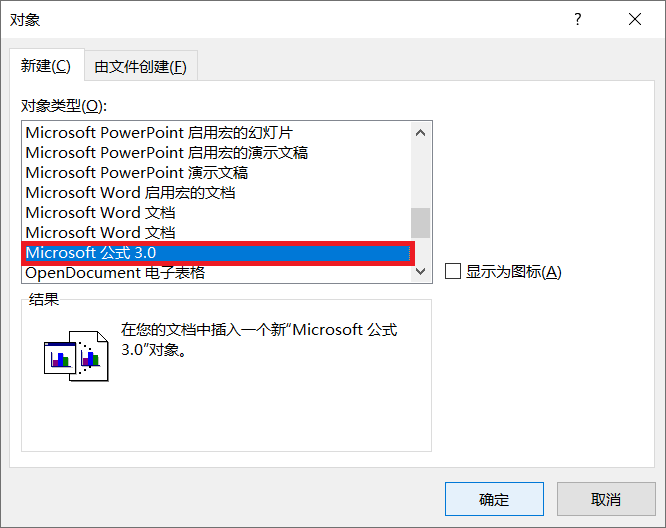 对象
新建(C)
由文件创建(F)
对象类型(O):
Microsoft PowerPoint 启用宏的幻灯片
Microsoft PowerPoint 启用宏的演示文稿
Microsoft PowerPoint 演示文稿
Microsoft Word 启用宏的文档
Microsoft Word 文档
Microsoft Word 文档
Microsoft 公式 3.0
OpenDocument 电子表格
显示为图标(A)
结果
在您的文档中插入一个新“Microsoft 公式
3.0”对象。
确定
取消